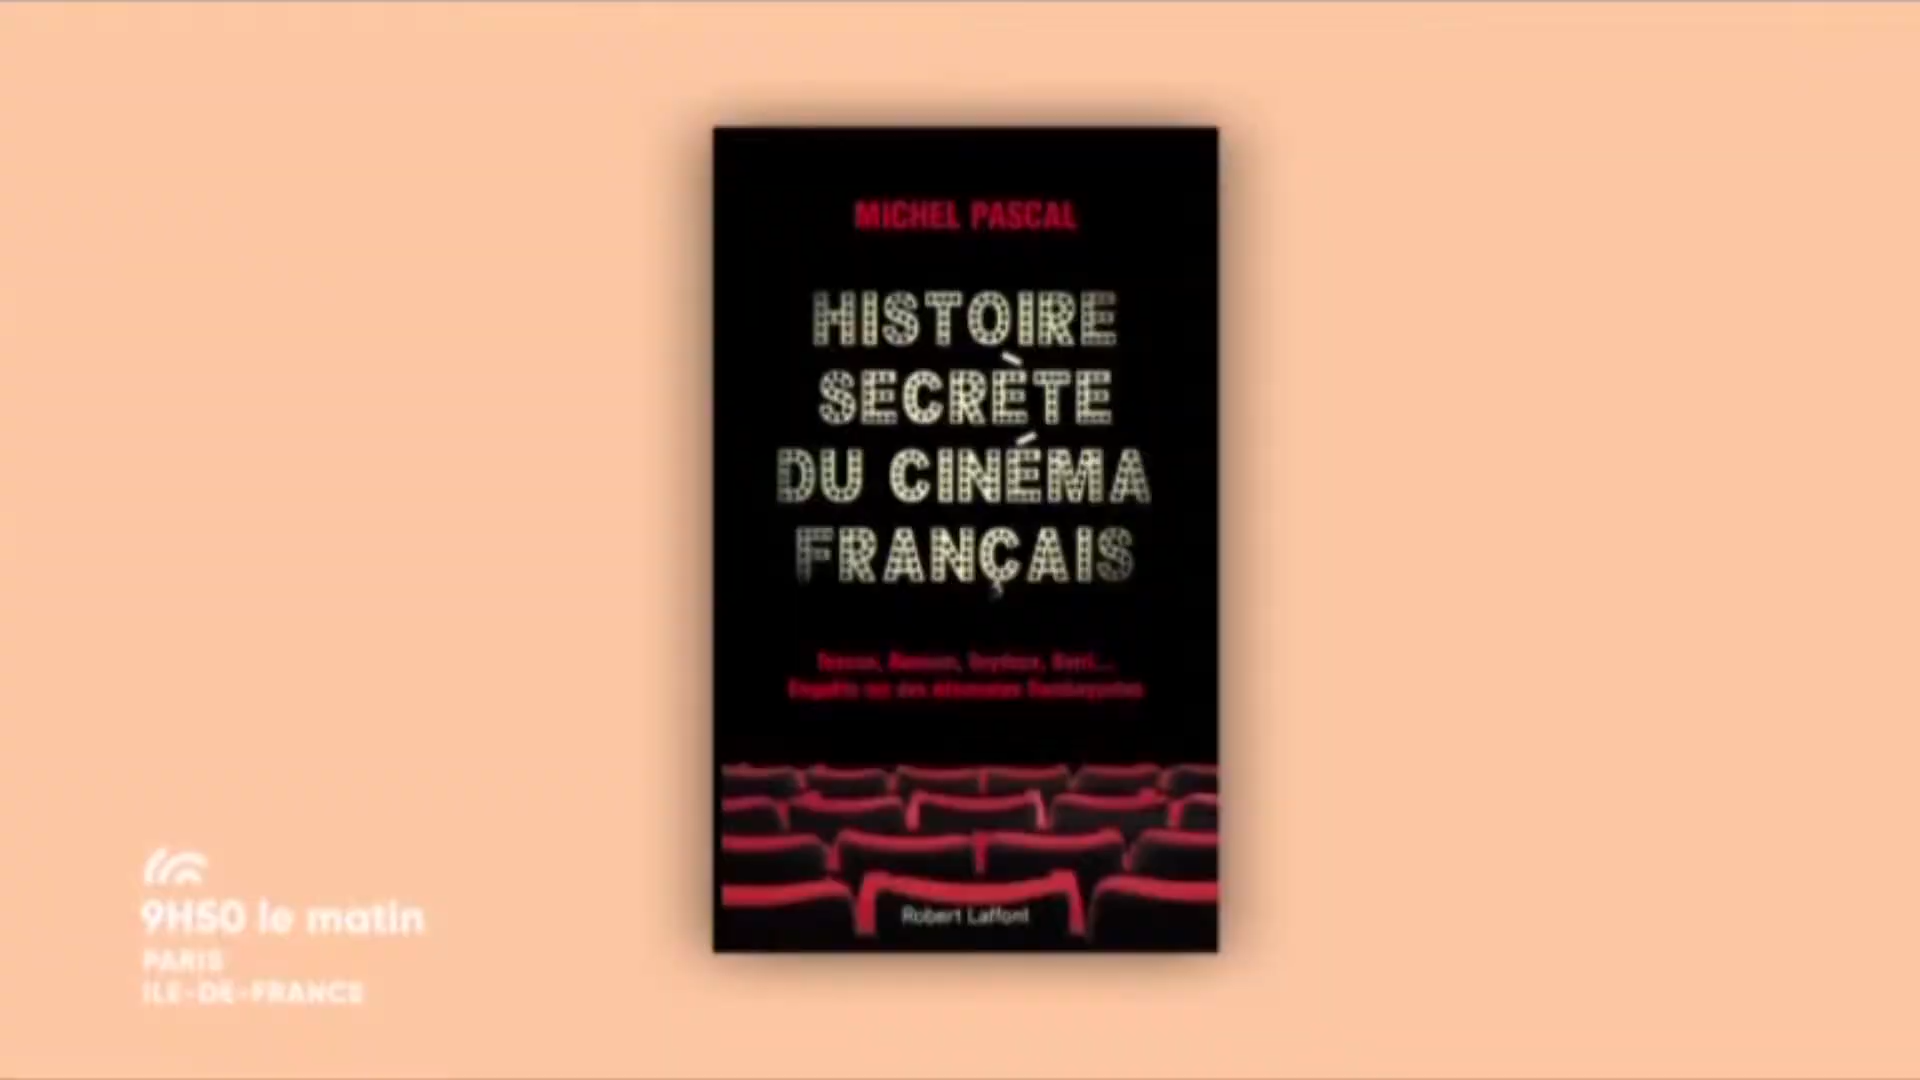 MICHEL PASCAL
HISTOIRE
SECRÈTE
DU CINÉMA
FRANÇAIS
Robert Laffont
9H50 le matin
PARIS
ILE-DE-FRANCE